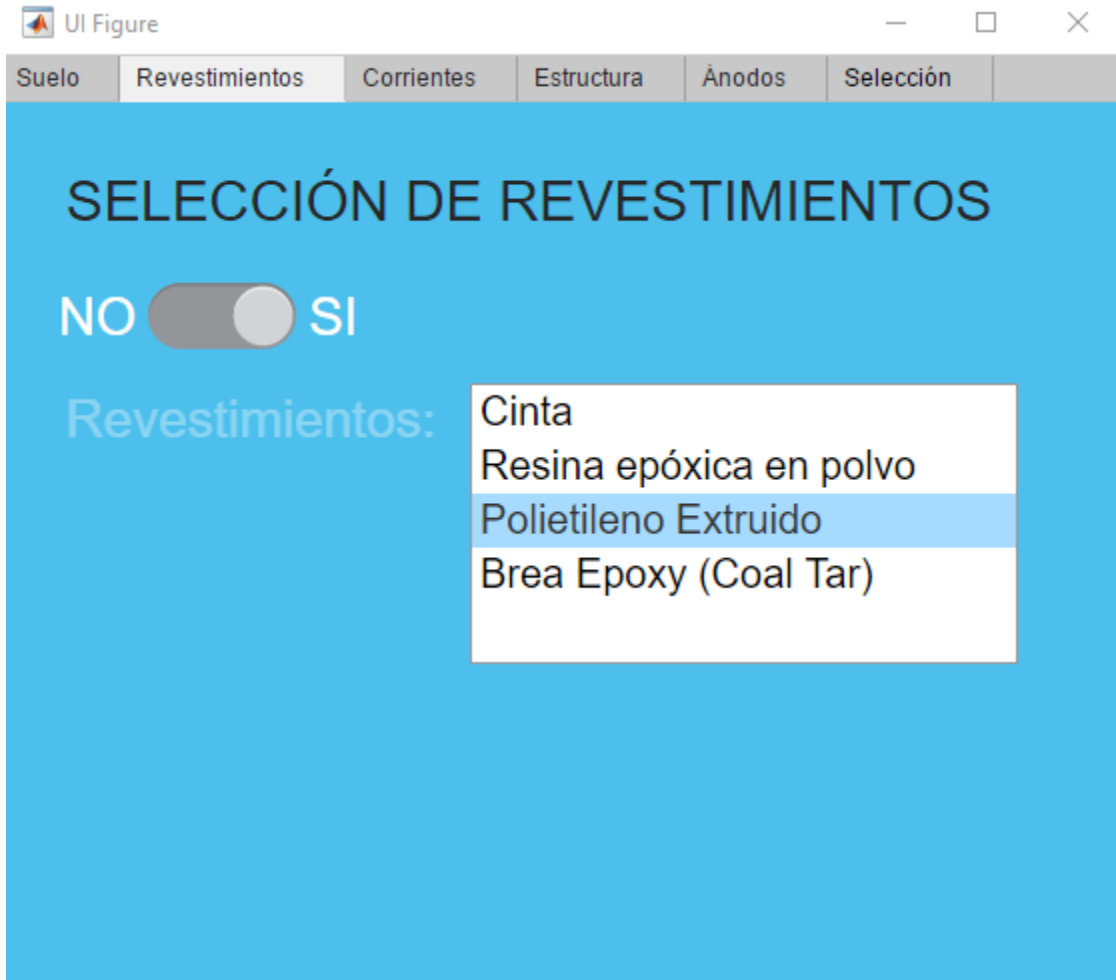 UI Figure
Suelo Revestimientos Corrientes Estructura Ánodos Selección
SELECCIÓN DE REVESTIMIENTOS
NO SI
Revestimientos:
Cinta
Resina epóxica en polvo
Polietileno Extruido
Brea Epoxy (Coal Tar)